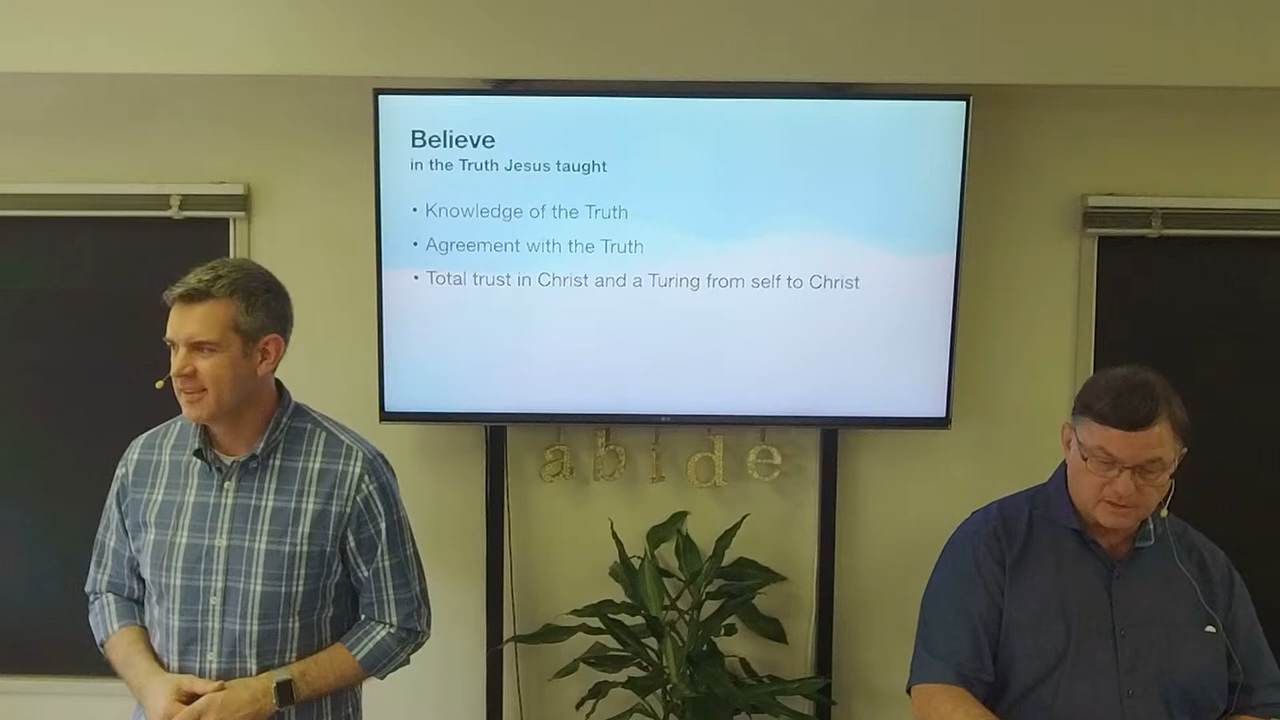 Believe
in the Truth Jesus taught
• Knowledge of the Truth
• Agreement with the Truth
• Total trust in Christ and a Turing from self to Christ
LG
abide